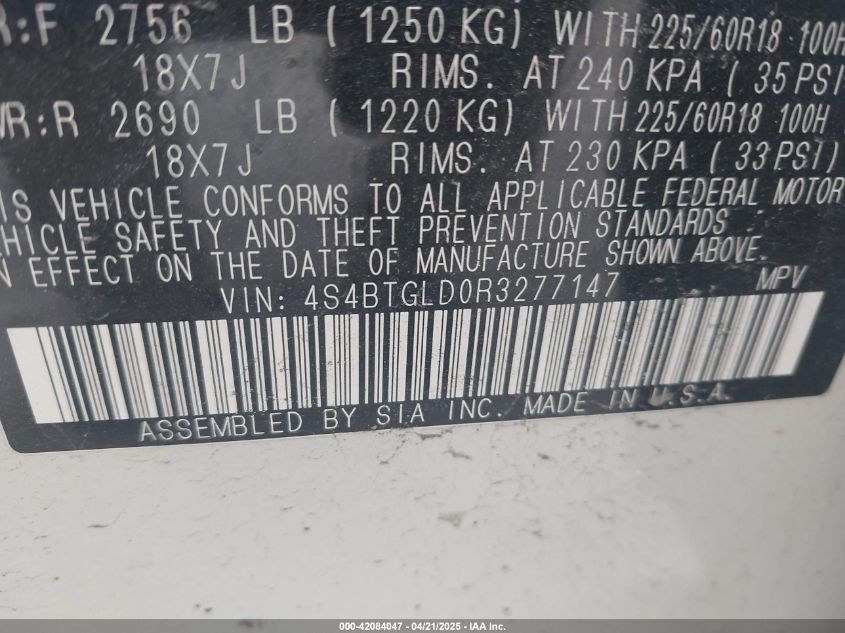 R:F 2756 LB ( 1250 KG) WITH 225/60R18 100H
18X7J RIMS. AT 240 KPA ( 35 PSI
VR:R 2690 LB ( 1220 KG) WITH 225/60R18 100H
18X7J RIMS. AT 230 KPA ( 33 PSI)
IS VEHICLE CONFORMS TO ALL APPLICABLE FEDERAL MOTOR
EHICLE SAFETY AND THEFT PREVENTION STANDARDS
N EFFECT ON THE DATE OF MANUFACTURE SHOWN ABOVE.
VIN: 4S4BTGLD0R3277147 MPV
ASSEMBLED BY SIA INC. MADE IN U.S.A.
000-42084047 - 04/21/2025 - IAA Inc.